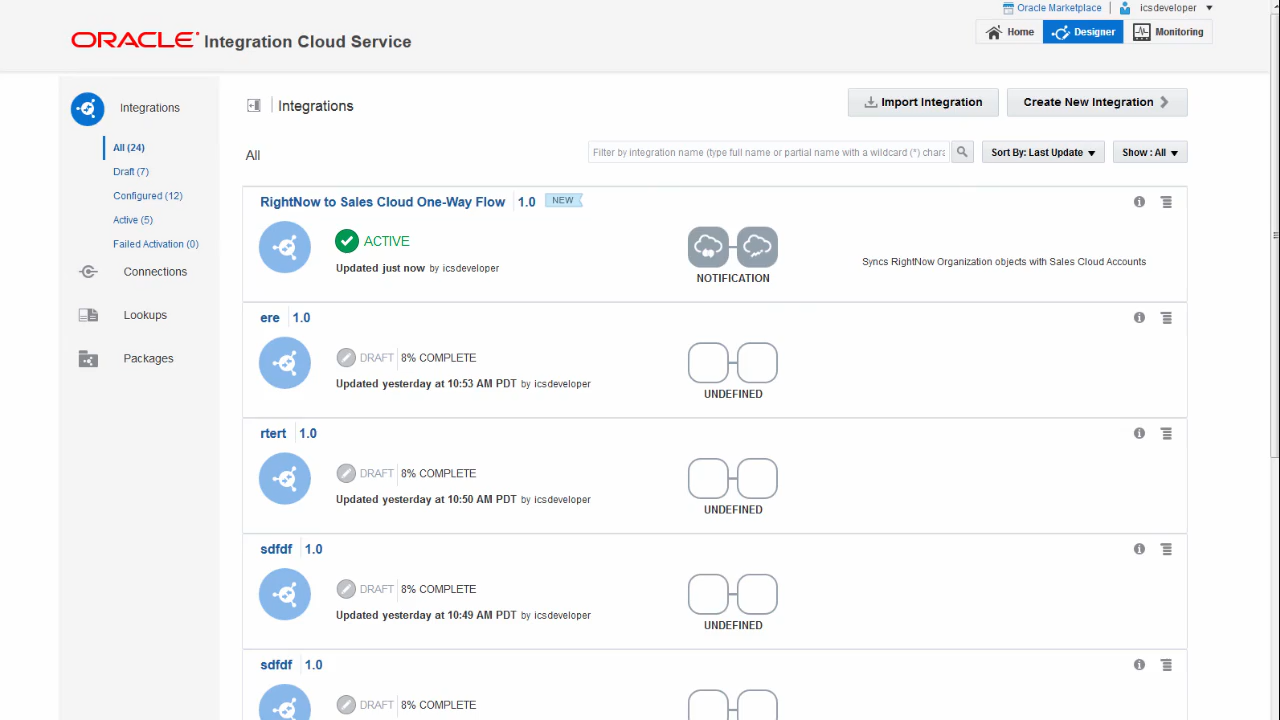 Oracle Marketplace | icsdeveloper
ORACLE Integration Cloud Service
Home Designer Monitoring
Integrations
All (24)
Draft (7)
Configured (12)
Active (5)
Failed Activation (0)
Connections
Lookups
Packages
Integrations
Import Integration
Create New Integration
All
Filter by integration name (type full name or partial name with a wildcard (*) chara
Sort By: Last Update
Show : All
RightNow to Sales Cloud One-Way Flow 1.0 NEW
ACTIVE
Updated just now by icsdeveloper
NOTIFICATION
Syncs RightNow Organization objects with Sales Cloud Accounts
ere 1.0
DRAFT 8% COMPLETE
Updated yesterday at 10:53 AM PDT by icsdeveloper
UNDEFINED
rtert 1.0
DRAFT 8% COMPLETE
Updated yesterday at 10:50 AM PDT by icsdeveloper
UNDEFINED
sdfdf 1.0
DRAFT 8% COMPLETE
Updated yesterday at 10:49 AM PDT by icsdeveloper
UNDEFINED
sdfdf 1.0
DRAFT 8% COMPLETE